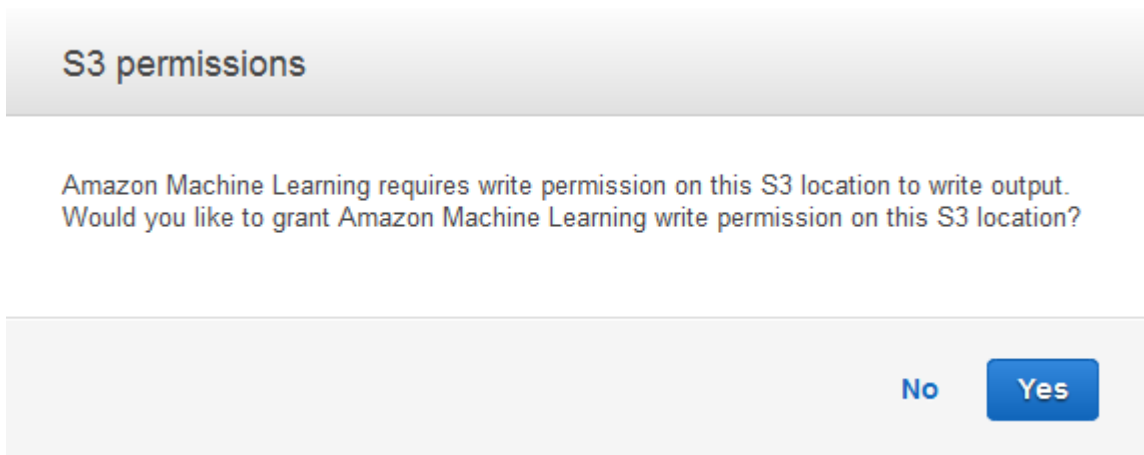 S3 permissions
Amazon Machine Learning requires write permission on this S3 location to write output.
Would you like to grant Amazon Machine Learning write permission on this S3 location?
No Yes